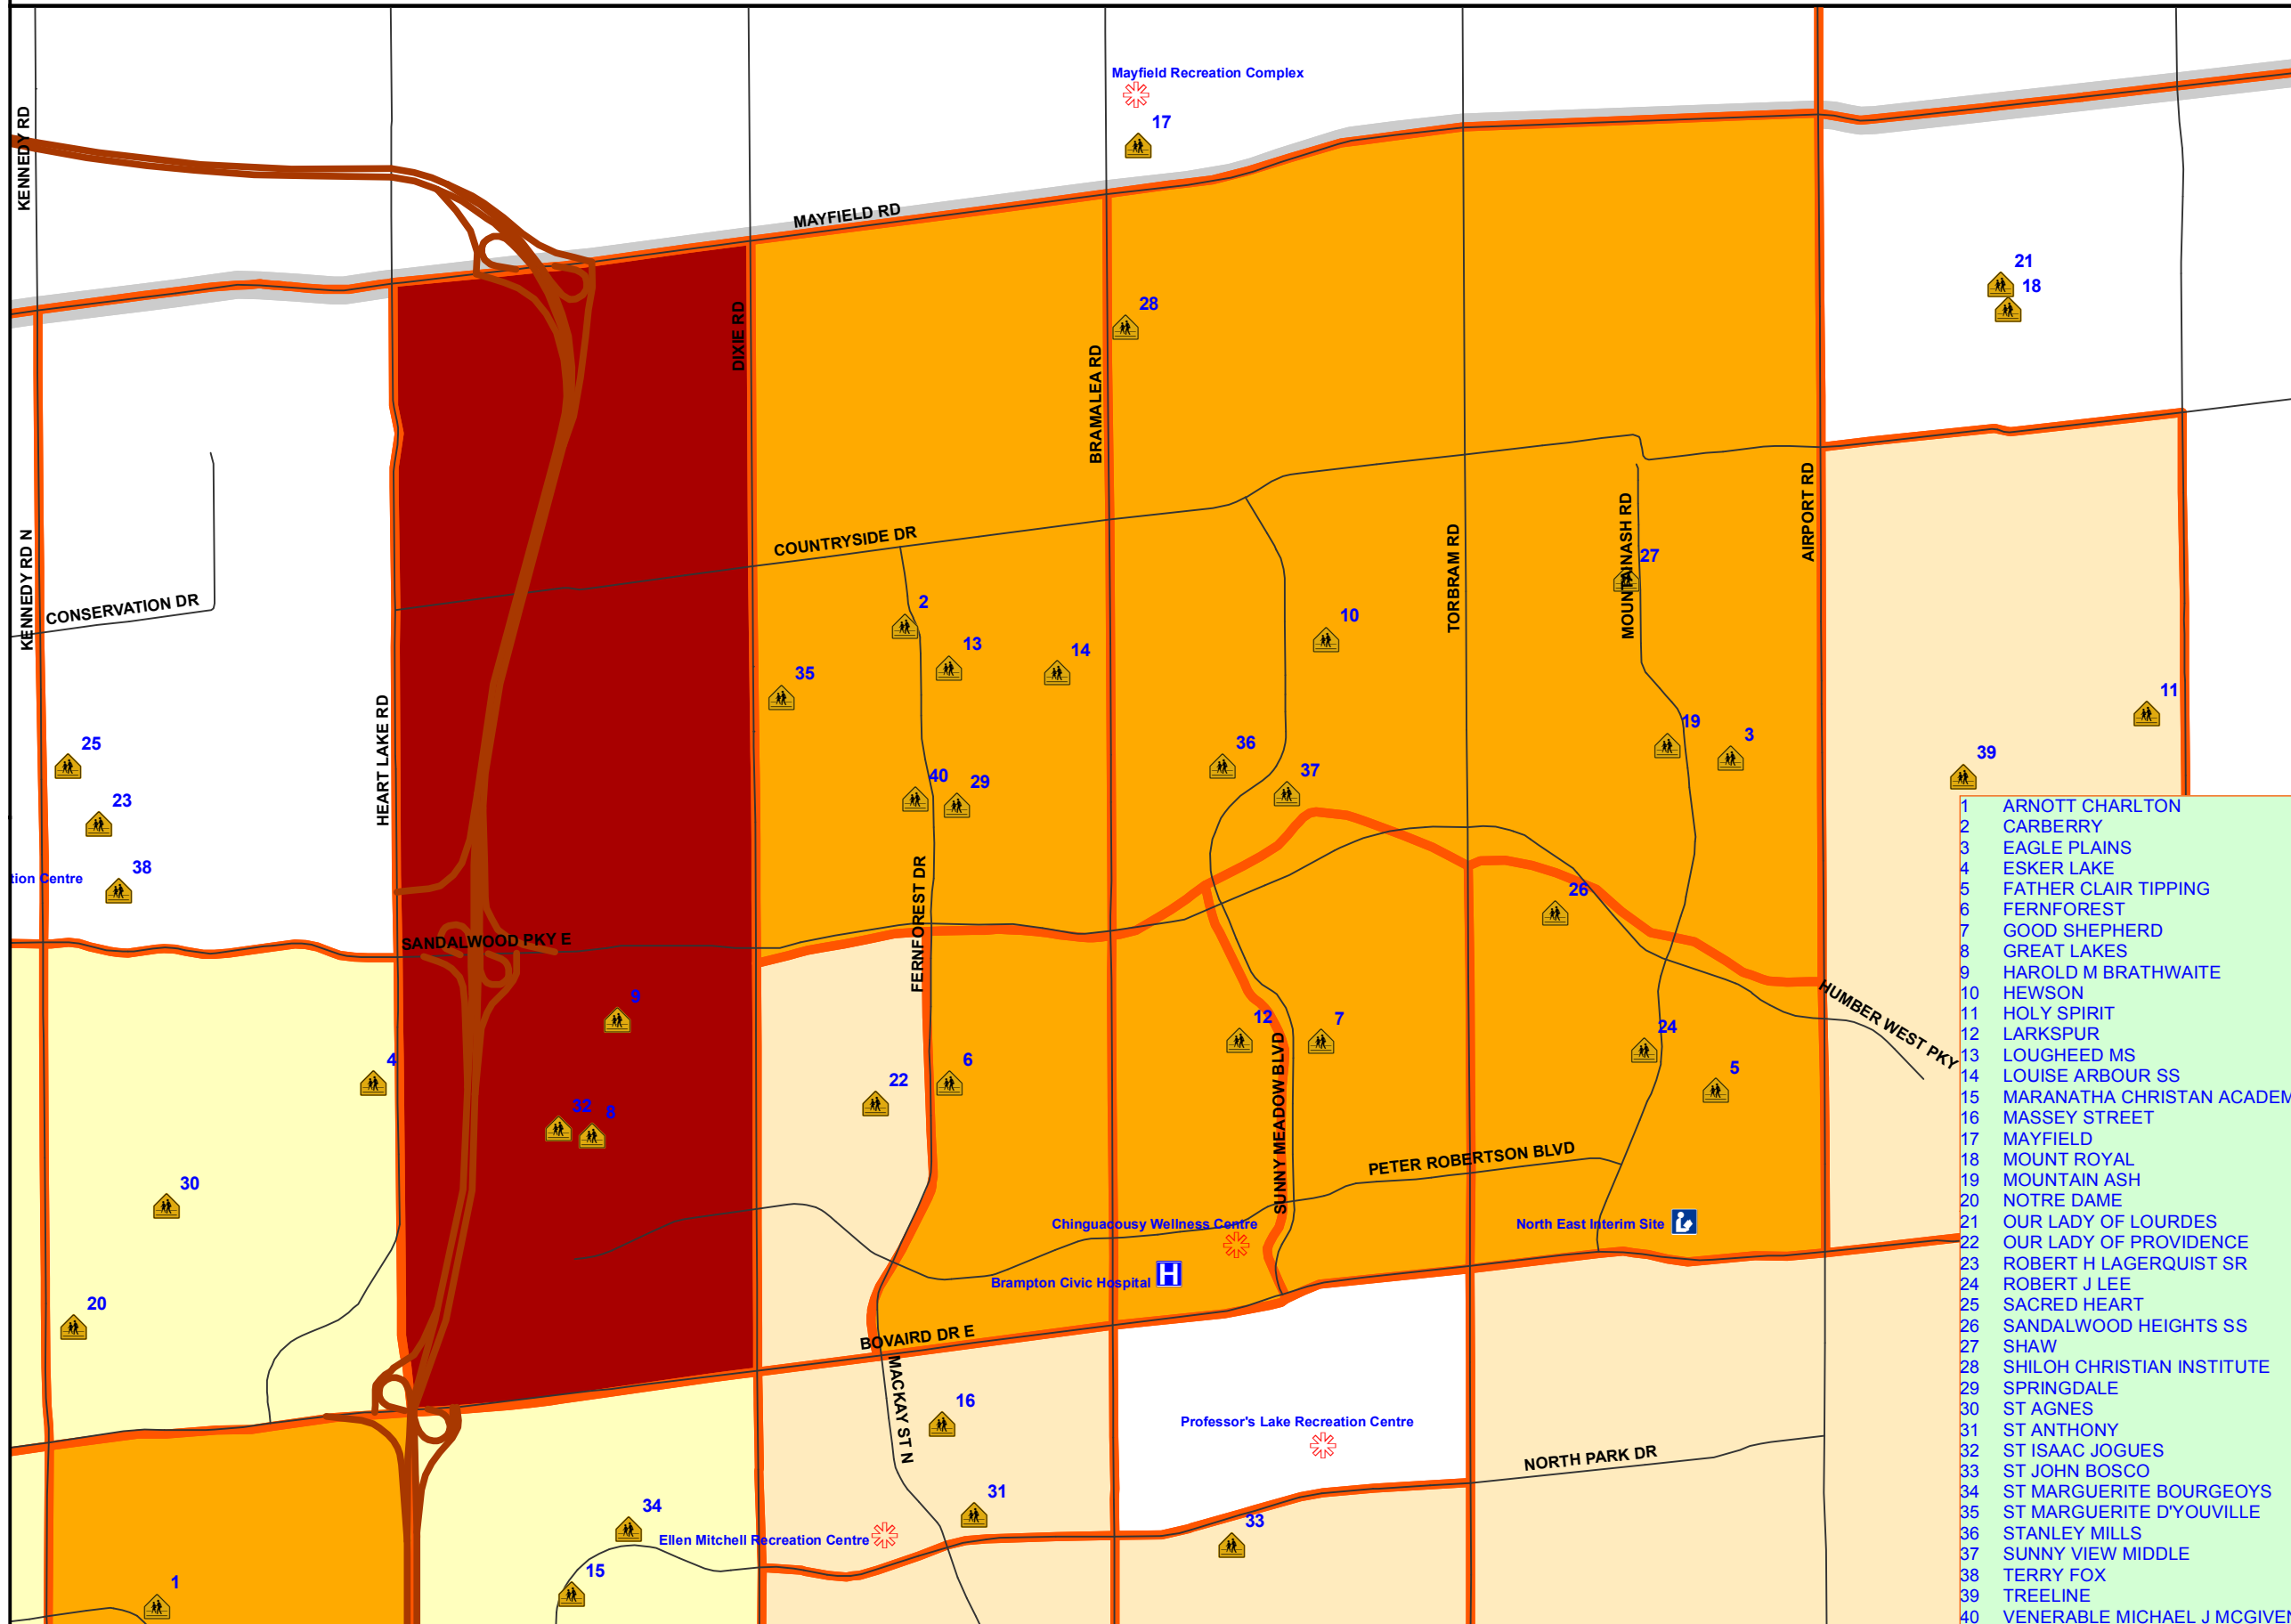 Mayfield Recreation Complex
17
KENNEDY RD
MAYFIELD RD
21
18
28
DIXIE RD
BRAMALEA RD
AIRPORT RD
MOUNTAINASH RD
TORBRAM RD
KENNEDY RD N
COUNTRYSIDE DR
27
CONSERVATION DR
2
10
13
14
35
11
HEART LAKE RD
19
3
25
36
39
37
40
29
23
38
tion Centre
26
FERNFOREST DR
SANDALWOOD PKY E
9
HUMBER WEST PKY
12
7
24
4
6
5
22
32
8
SUNNY MEADOW BLVD
PETER ROBERTSON BLVD
30
Chinguacousy Wellness Centre
North East Interim Site
Brampton Civic Hospital H
20
BOVAIRD DR E
MACKAY ST N
16
Professor's Lake Recreation Centre
NORTH PARK DR
31
34
33
Ellen Mitchell Recreation Centre
15
1
1 ARNOTT CHARLTON
2 CARBERRY
3 EAGLE PLAINS
4 ESKER LAKE
5 FATHER CLAIR TIPPING
6 FERNFOREST
7 GOOD SHEPHERD
8 GREAT LAKES
9 HAROLD M BRATHWAITE
10 HEWSON
11 HOLY SPIRIT
12 LARKSPUR
13 LOUGHEED MS
14 LOUISE ARBOUR SS
15 MARANATHA CHRISTAN ACADEM
16 MASSEY STREET
17 MAYFIELD
18 MOUNT ROYAL
19 MOUNTAIN ASH
20 NOTRE DAME
21 OUR LADY OF LOURDES
22 OUR LADY OF PROVIDENCE
23 ROBERT H LAGERQUIST SR
24 ROBERT J LEE
25 SACRED HEART
26 SANDALWOOD HEIGHTS SS
27 SHAW
28 SHILOH CHRISTIAN INSTITUTE
29 SPRINGDALE
30 ST AGNES
31 ST ANTHONY
32 ST ISAAC JOGUES
33 ST JOHN BOSCO
34 ST MARGUERITE BOURGEOYS
35 ST MARGUERITE D'YOUVILLE
36 STANLEY MILLS
37 SUNNY VIEW MIDDLE
38 TERRY FOX
39 TREELINE
40 VENERABLE MICHAEL J MCGIVEN